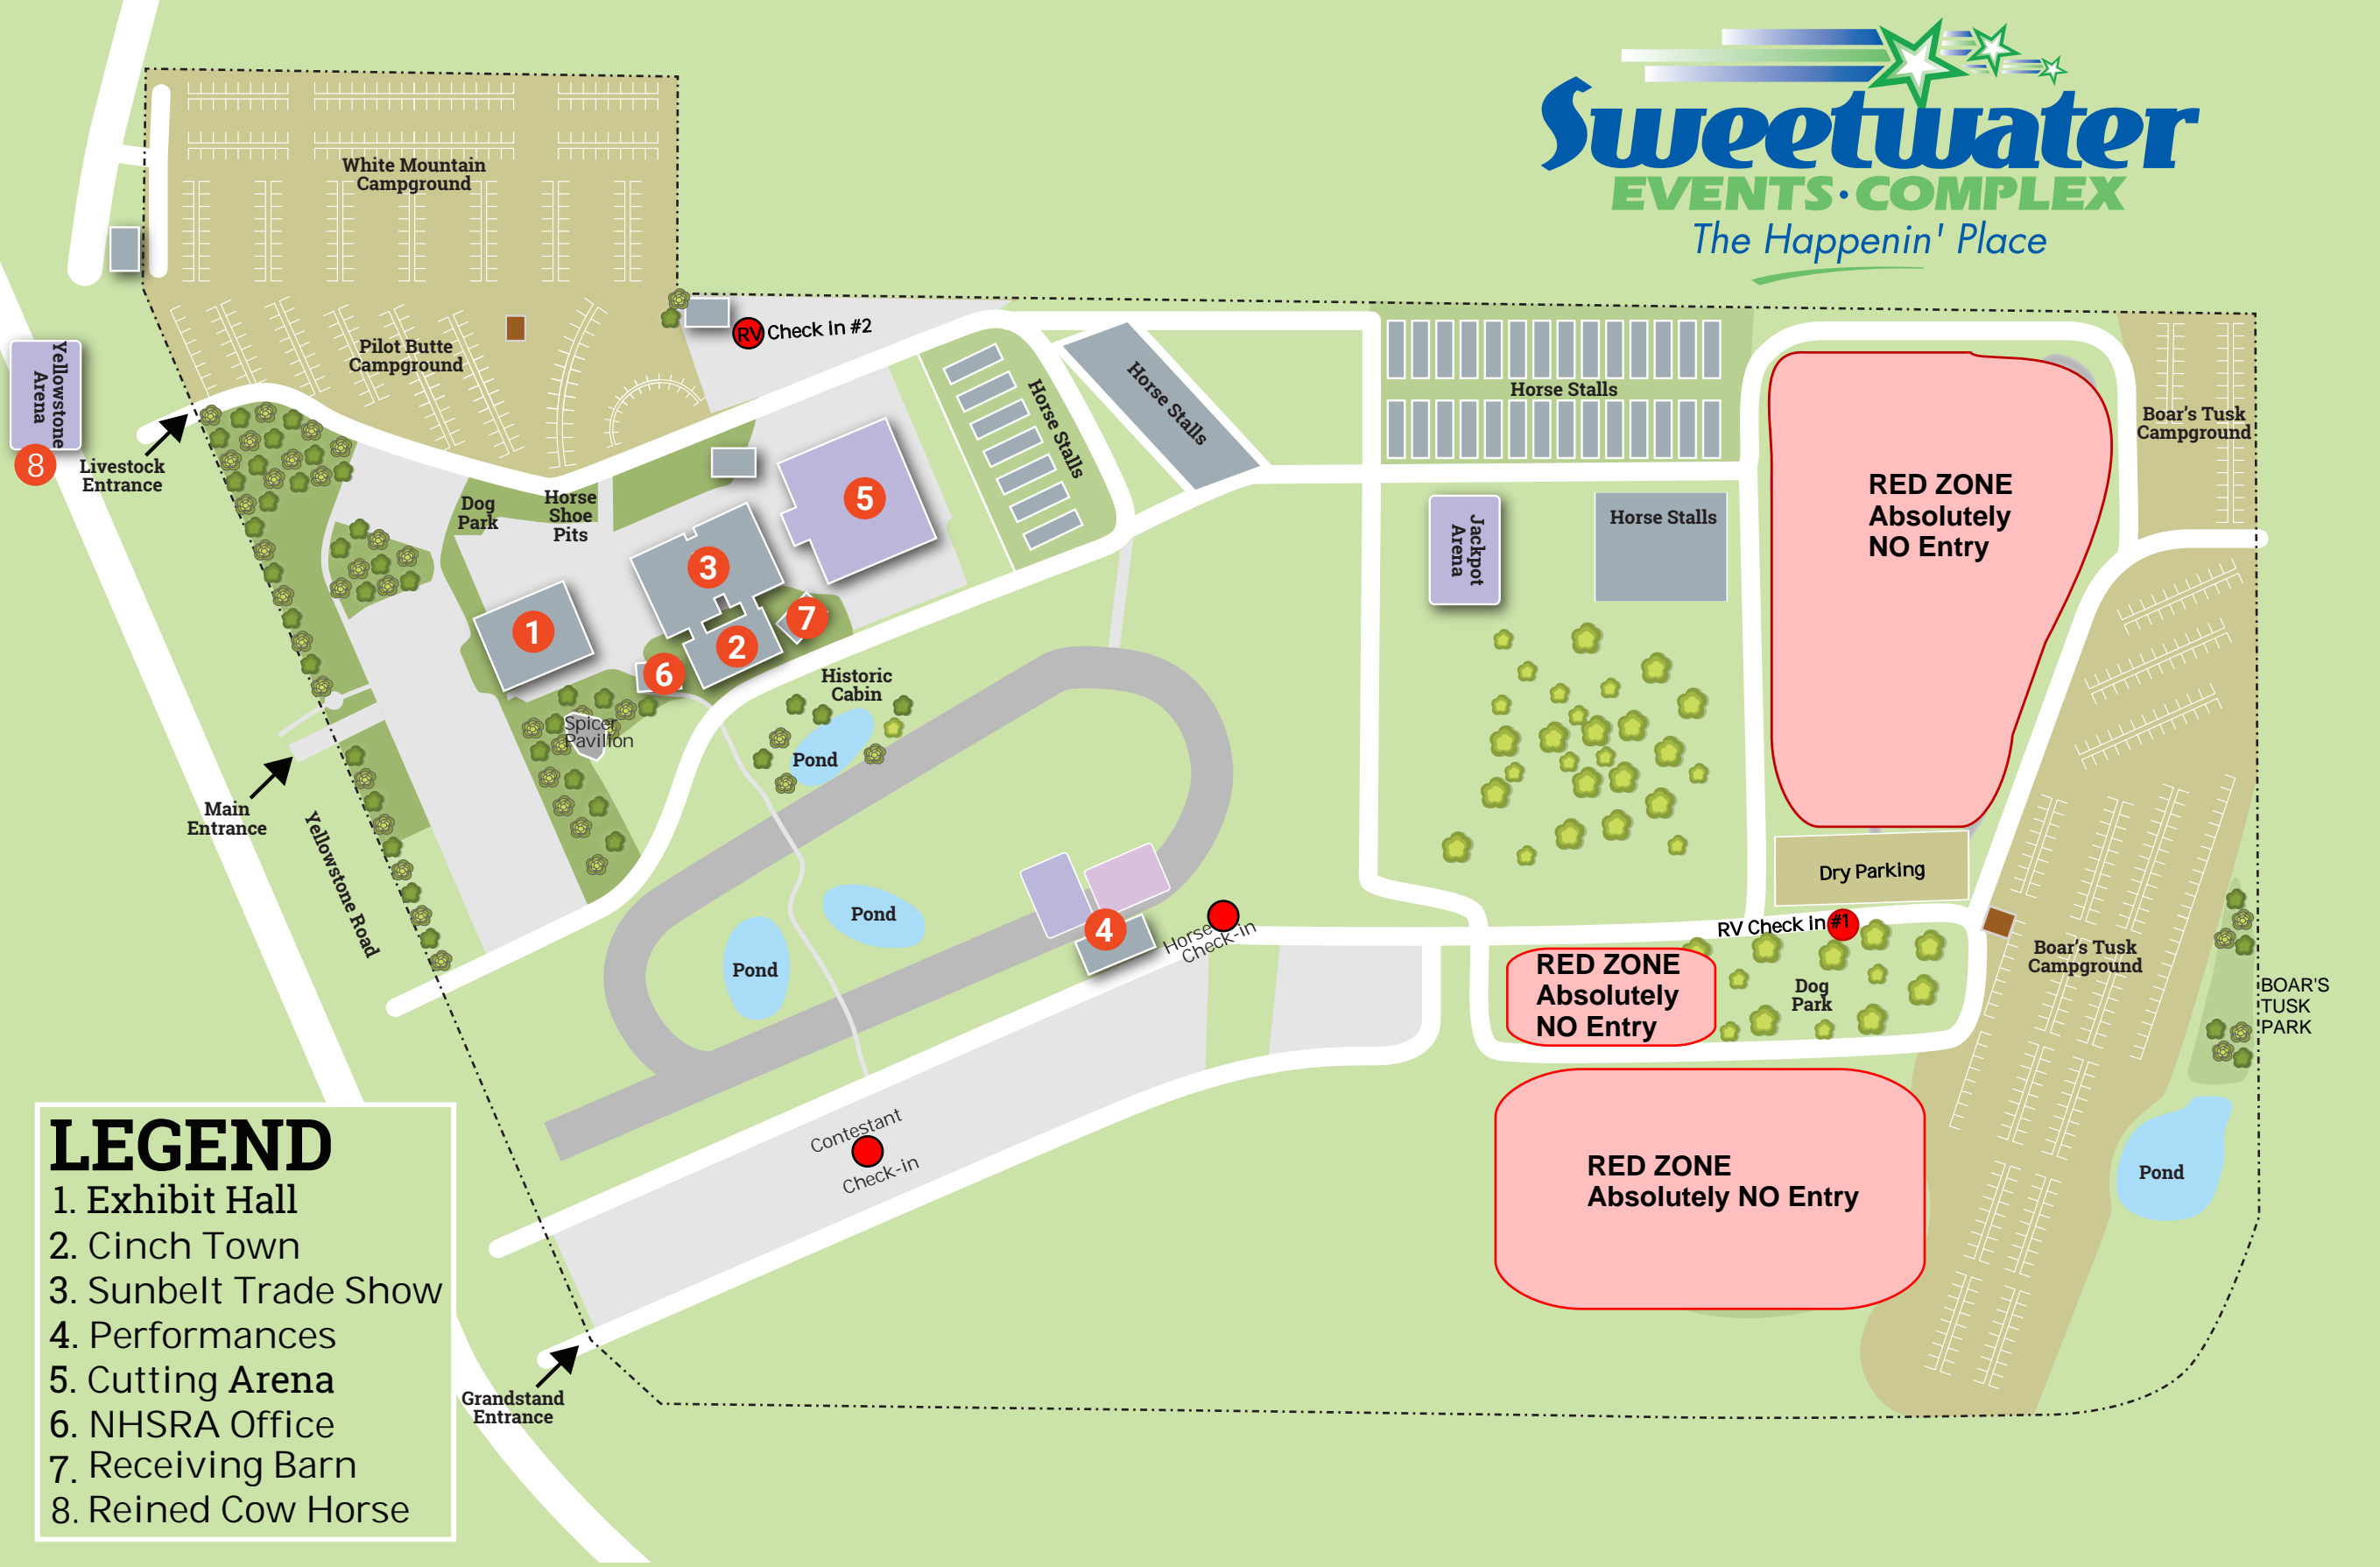 Sweetwater
EVENTS·COMPLEX
The Happenin' Place
White Mountain
Campground
Pilot Butte
Campground
RV Check in #2
Yellowstone
Arena
8
Livestock
Entrance
Dog
Park
Horse
Shoe
Pits
Horse Stalls
Horse Stalls
Horse Stalls
Horse Stalls
Jackpot
Arena
RED ZONE
Absolutely
NO Entry
Boar's Tusk
Campground
5
3
1
2
7
6
Historic
Cabin
Spicer
Pavilion
Pond
Main
Entrance
Yellowstone Road
Pond
Pond
4
Horse
Check-in
Dry Parking
RV Check in #1
RED ZONE
Absolutely
NO Entry
Dog
Park
Boar's Tusk
Campground
BOAR'S
TUSK
PARK
Contestant
Check-in
RED ZONE
Absolutely NO Entry
Pond
Grandstand
Entrance
LEGEND
1. Exhibit Hall
2. Cinch Town
3. Sunbelt Trade Show
4. Performances
5. Cutting Arena
6. NHSRA Office
7. Receiving Barn
8. Reined Cow Horse